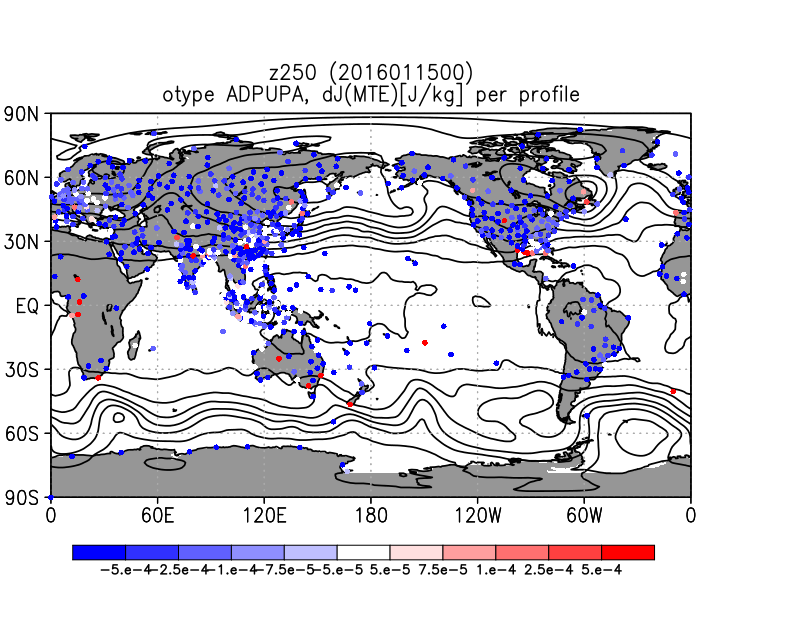 z250 (2016011500)
otype ADPUPA, dJ(MTE)[J/kg] per profile
90N
60N
30N
EQ
30S
60S
90S
0 60E 120E 180 120W 60W 0
−5.e−4 −2.5e−4 −1.e−4 −7.5e−5 −5.e−5 5.e−5 7.5e−5 1.e−4 2.5e−4 5.e−4